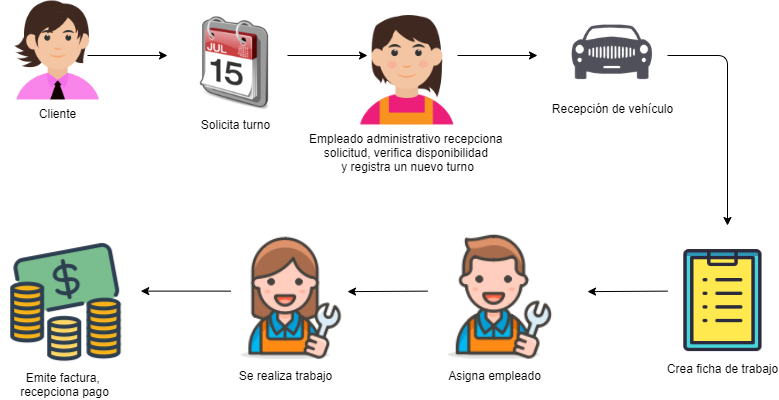 Cliente
JUL
15
Solicita turno
Empleado administrativo recepciona
solicitud, verifica disponibilidad
y registra un nuevo turno
Recepción de vehículo
Crea ficha de trabajo
Asigna empleado
Se realiza trabajo
$
Emite factura,
recepciona pago